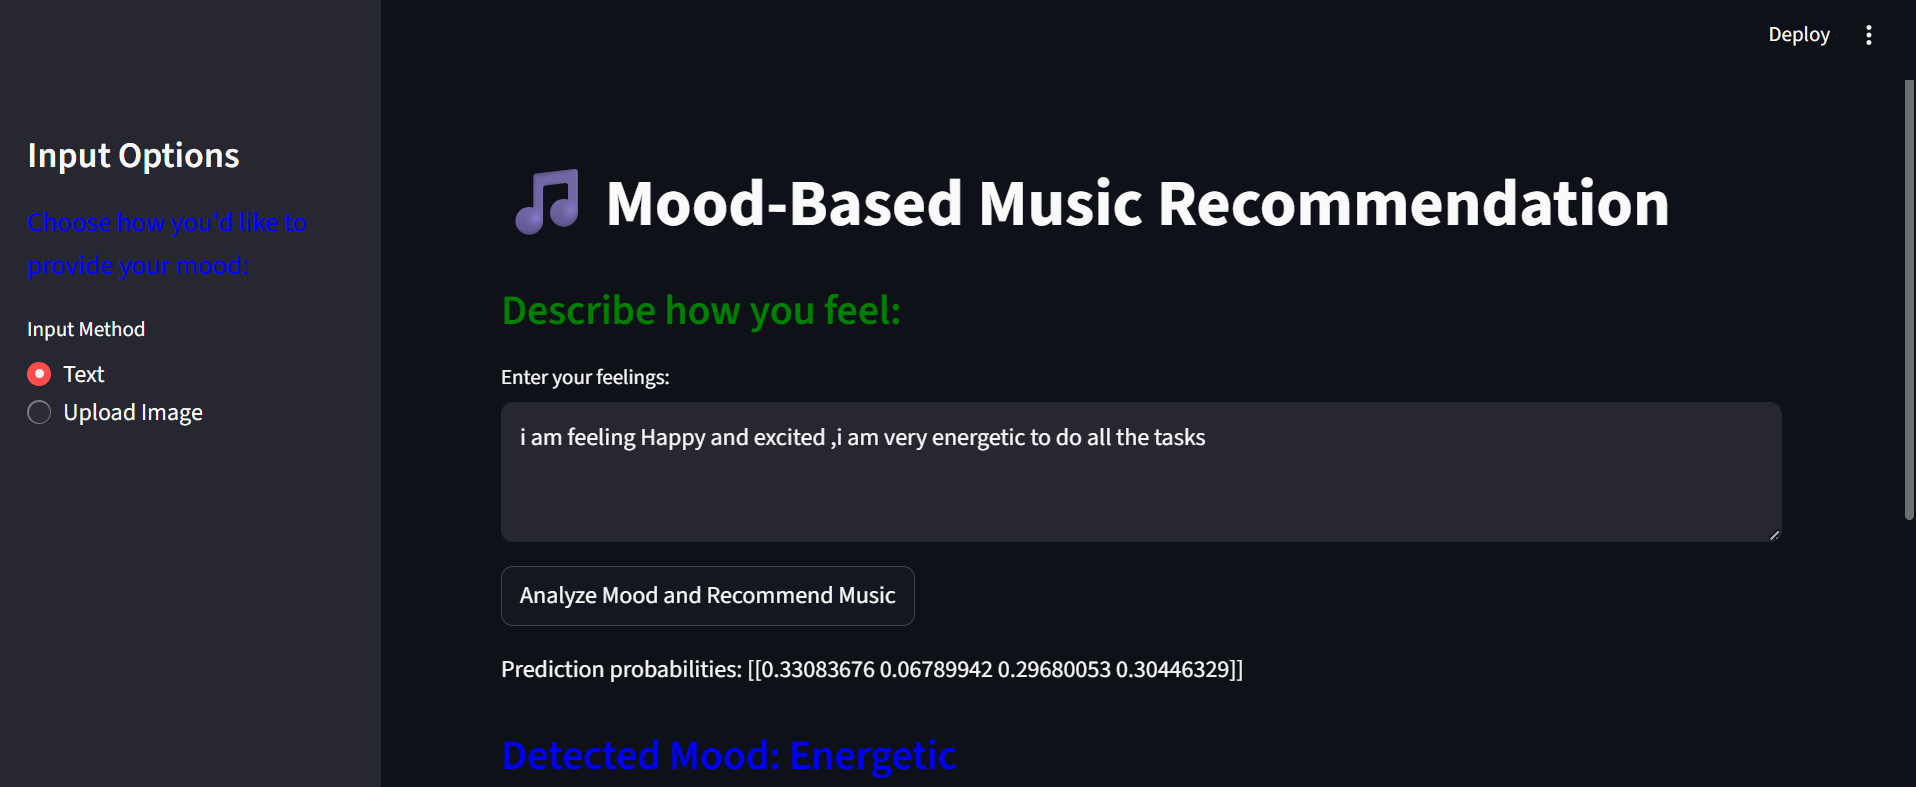 Deploy
Input Options
Choose how you'd like to
provide your mood:
Input Method
Text
Upload Image
Mood-Based Music Recommendation
Describe how you feel:
Enter your feelings:
i am feeling Happy and excited ,i am very energetic to do all the tasks
Analyze Mood and Recommend Music
Prediction probabilities: [[0.33083676 0.06789942 0.29680053 0.30446329]]
Detected Mood: Energetic